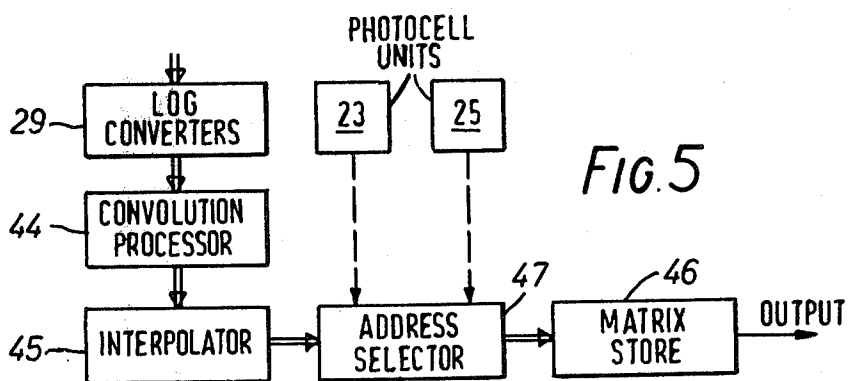 PHOTOCELL
UNITS
29
LOG
CONVERTERS
23
25
FIG. 5
44
CONVOLUTION
PROCESSOR
45
INTERPOLATOR
47
ADDRESS
SELECTOR
46
MATRIX
STORE
OUTPUT